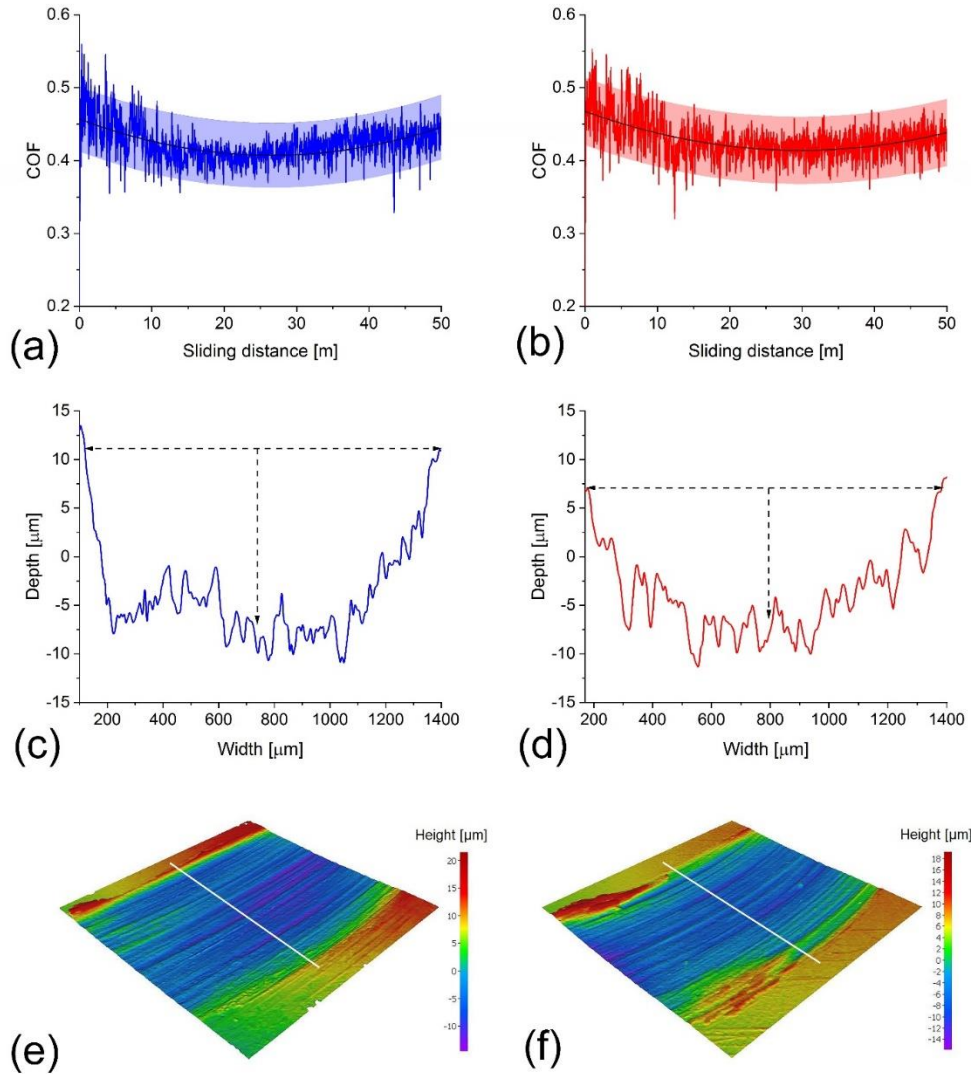 0.6
0.5
0.4
0.3
0.2
COF
0 10 20 30 40 50
Sliding distance [m]
(a)
0.6
0.5
0.4
0.3
0.2
COF
0 10 20 30 40 50
Sliding distance [m]
(b)
15
10
5
0
-5
-10
-15
Depth [μm]
200 400 600 800 1000 1200 1400
Width [μm]
(c)
15
10
5
0
-5
-10
-15
Depth [μm]
200 400 600 800 1000 1200 1400
Width [μm]
(d)
Height [μm]
20
15
10
5
0
-5
-10
(e)
Height [μm]
18
16
14
12
10
8
6
4
2
0
-2
-4
-6
-8
-10
-12
-14
(f)